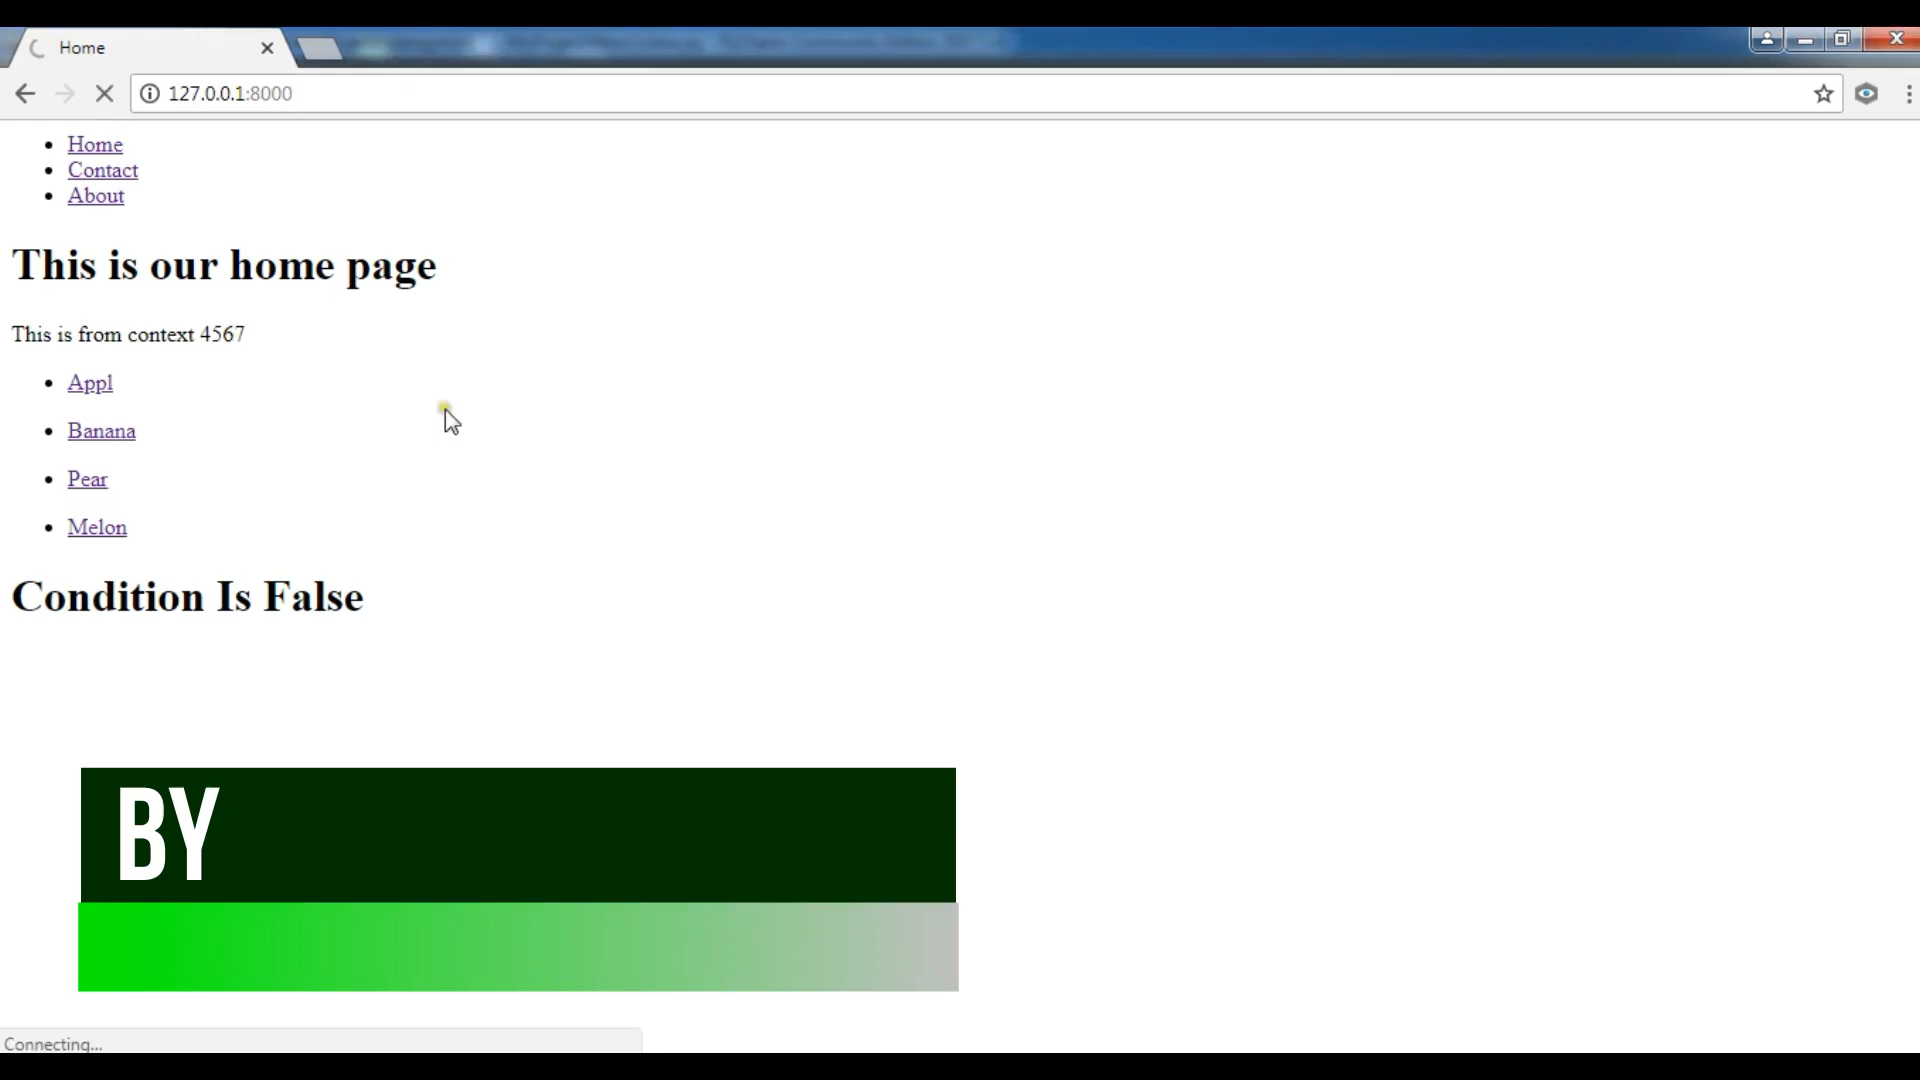 Home
127.0.0.1:8000
Home
Contact
About
This is our home page
This is from context 4567
Appl
Banana
Pear
Melon
Condition Is False
BY
Connecting...